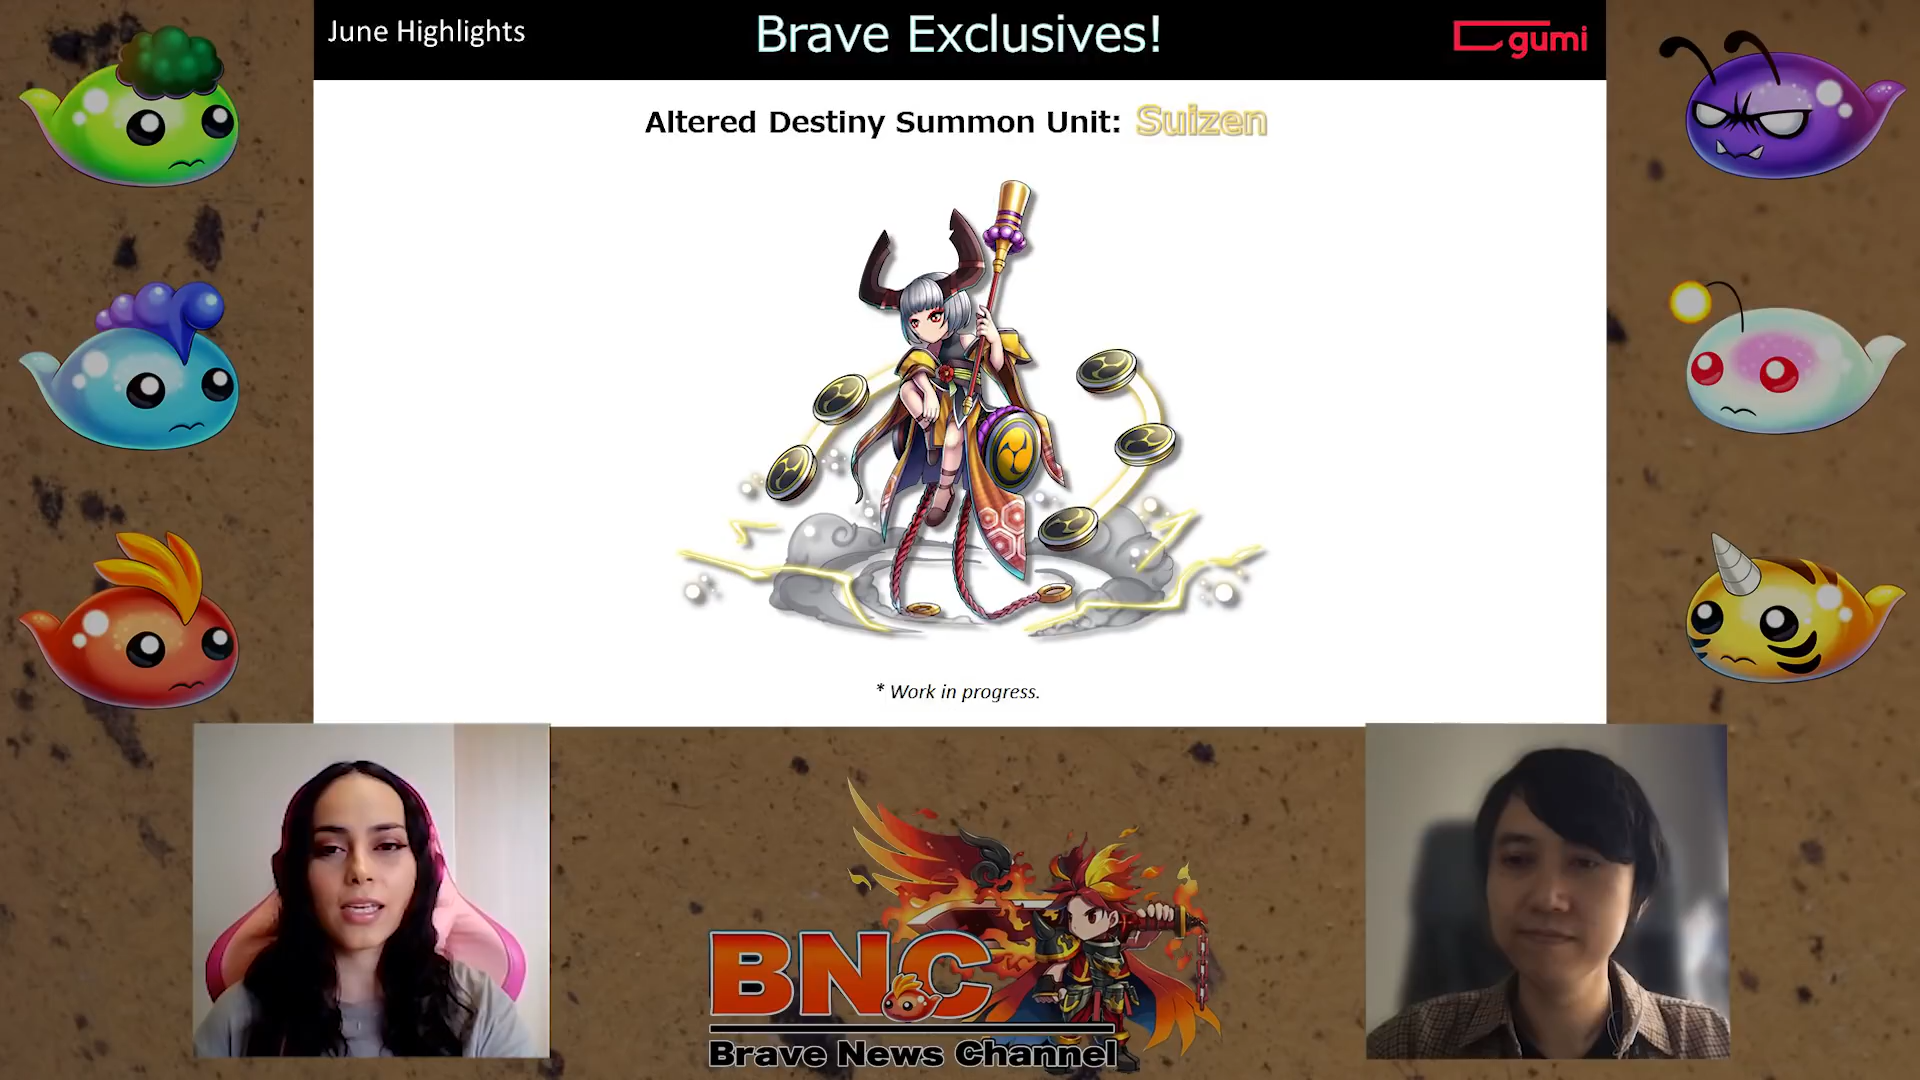 June Highlights
Brave Exclusives!
gumi
Altered Destiny Summon Unit: Suizen
* Work in progress.
BNC
Brave News Channel